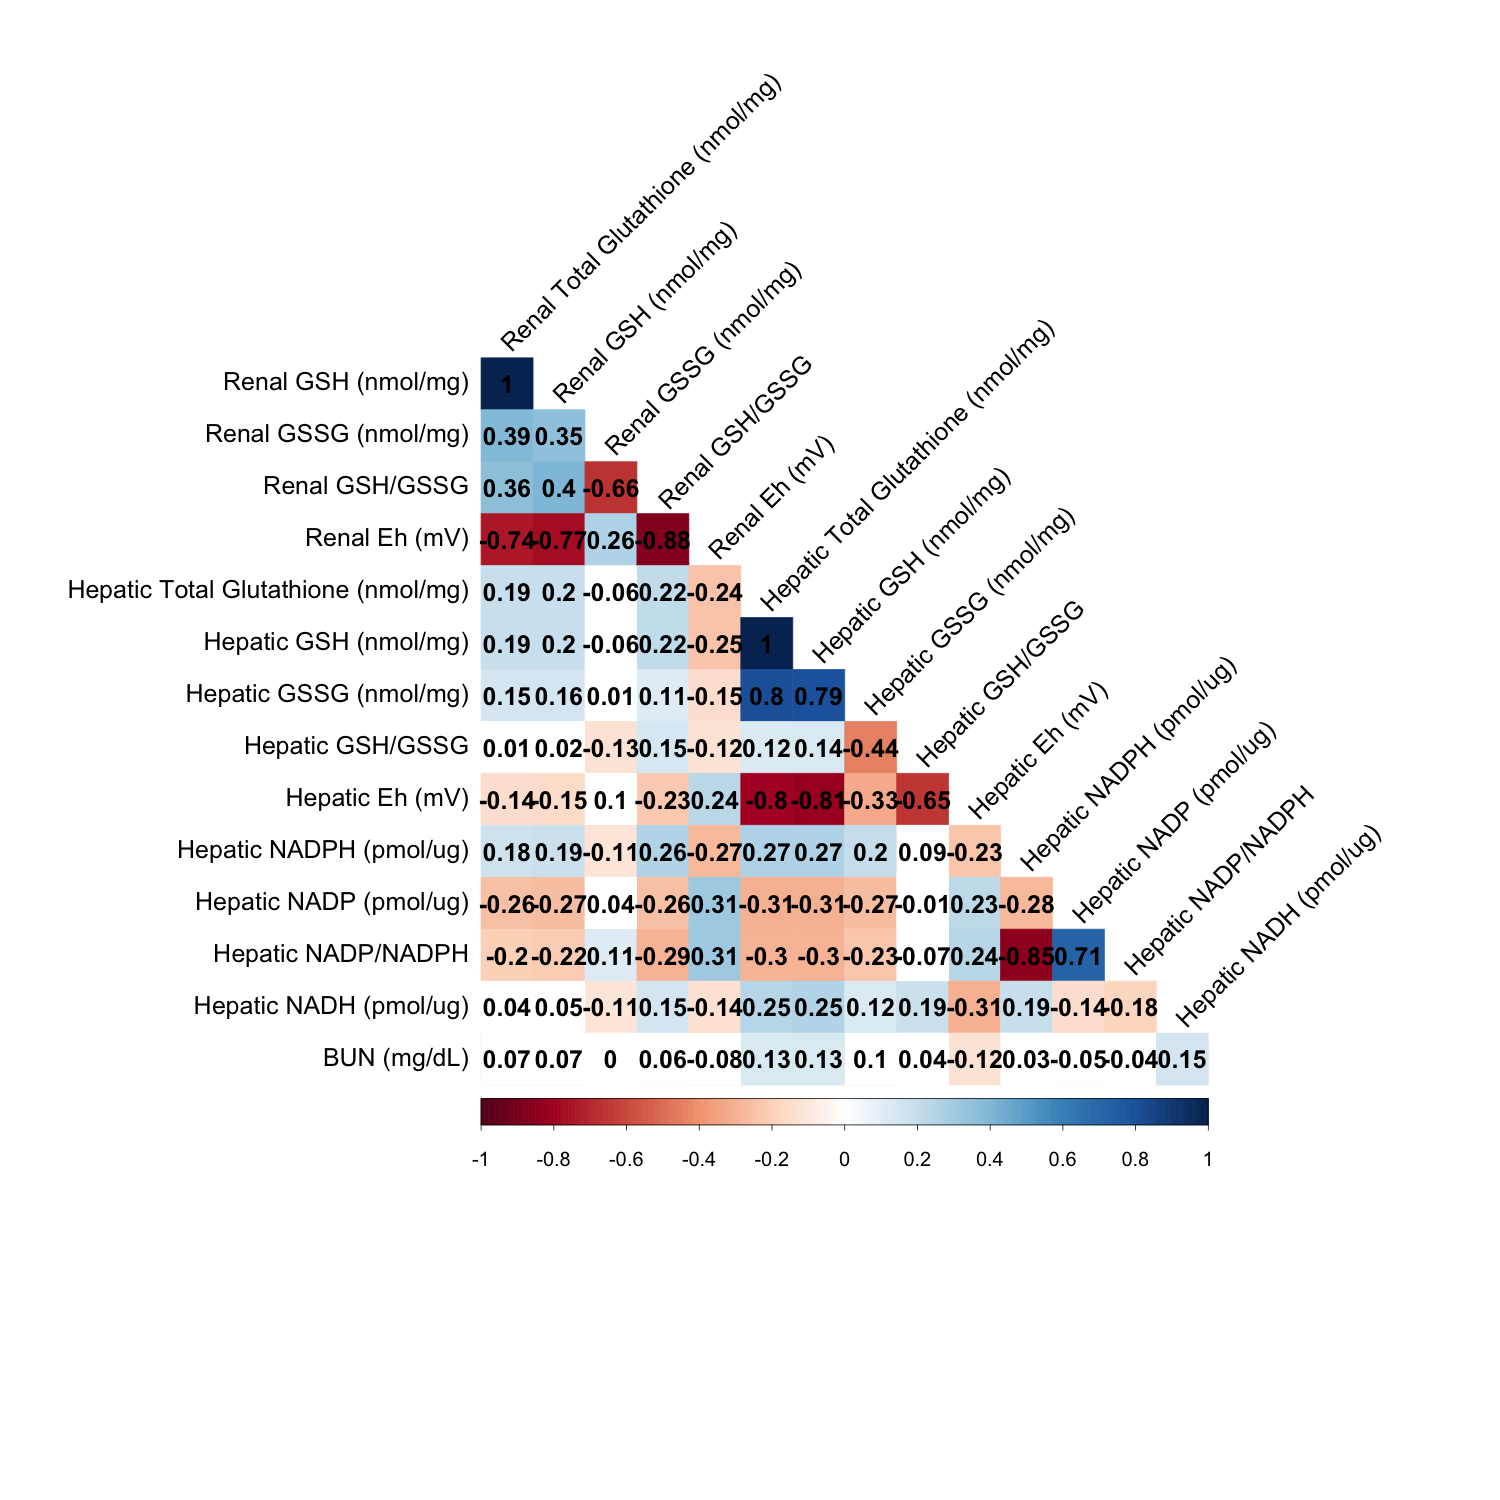 Renal Total Glutathione (nmol/mg)
Renal GSH (nmol/mg)
Renal GSSG (nmol/mg)
Renal GSH/GSSG
Renal Eh (mV)
Hepatic Total Glutathione (nmol/mg)
Hepatic GSH (nmol/mg)
Hepatic GSSG (nmol/mg)
Hepatic GSH/GSSG
Hepatic Eh (mV)
Hepatic NADPH (pmol/ug)
Hepatic NADP (pmol/ug)
Hepatic NADP/NADPH
Hepatic NADH (pmol/ug)
Renal GSH (nmol/mg) 1
Renal GSSG (nmol/mg) 0.39 0.35
Renal GSH/GSSG 0.36 0.4 -0.66
Renal Eh (mV) -0.74 -0.77 0.26 -0.88
Hepatic Total Glutathione (nmol/mg) 0.19 0.2 -0.06 0.22 -0.24
Hepatic GSH (nmol/mg) 0.19 0.2 -0.06 0.22 -0.25 1
Hepatic GSSG (nmol/mg) 0.15 0.16 0.01 0.11 -0.15 0.8 0.79
Hepatic GSH/GSSG 0.01 0.02 -0.13 0.15 -0.12 0.12 0.14 -0.44
Hepatic Eh (mV) -0.14 -0.15 0.1 -0.23 0.24 -0.8 -0.81 -0.33 -0.65
Hepatic NADPH (pmol/ug) 0.18 0.19 -0.11 0.26 -0.27 0.27 0.27 0.2 0.09 -0.23
Hepatic NADP (pmol/ug) -0.26 -0.27 0.04 -0.26 0.31 -0.31 -0.31 -0.27 -0.01 0.23 -0.28
Hepatic NADP/NADPH -0.2 -0.22 0.11 -0.29 0.31 -0.3 -0.3 -0.23 -0.07 0.24 -0.85 0.71
Hepatic NADH (pmol/ug) 0.04 0.05 -0.11 0.15 -0.14 0.25 0.25 0.12 0.19 -0.31 0.19 -0.14 -0.18
BUN (mg/dL) 0.07 0.07 0 0.06 -0.08 0.13 0.13 0.1 0.04 -0.12 0.03 -0.05 -0.04 0.15
-1 -0.8 -0.6 -0.4 -0.2 0 0.2 0.4 0.6 0.8 1